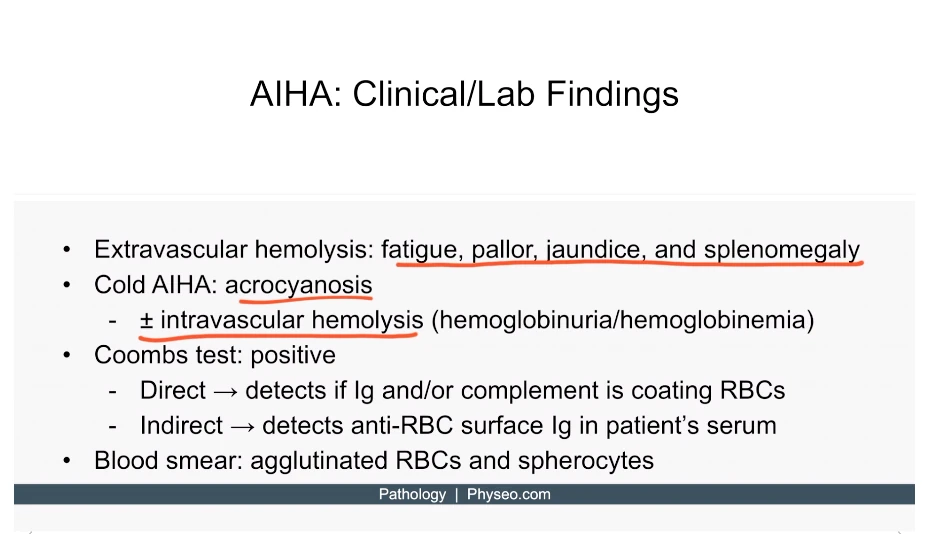 AIHA: Clinical/Lab Findings
• Extravascular hemolysis: fatigue, pallor, jaundice, and splenomegaly
• Cold AIHA: acrocyanosis
- ± intravascular hemolysis (hemoglobinuria/hemoglobinemia)
• Coombs test: positive
- Direct → detects if Ig and/or complement is coating RBCs
- Indirect → detects anti-RBC surface Ig in patient’s serum
• Blood smear: agglutinated RBCs and spherocytes
Pathology | Physeo.com